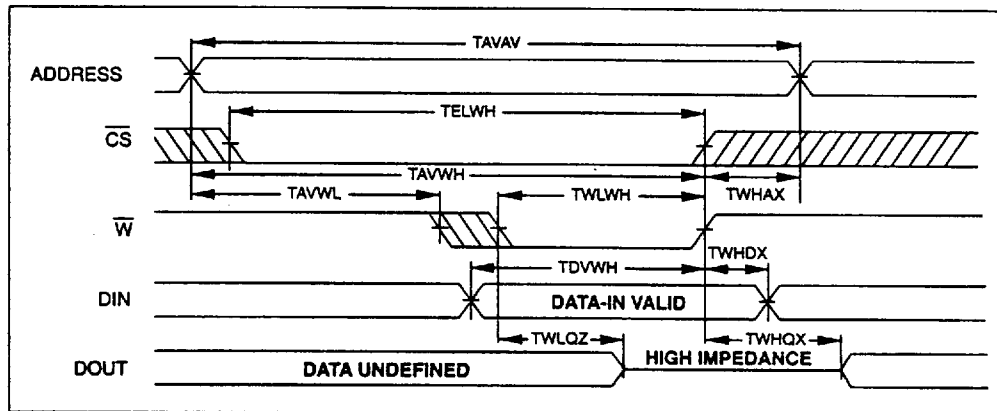 TAVAV
ADDRESS
TELWH
C̅S̅
TAVWH
TWHAX
TAVWL
TWLWH
W̅
TWHDX
TDVWH
DIN
DATA-IN VALID
TWLQZ
TWHQX
HIGH IMPEDANCE
DOUT
DATA UNDEFINED